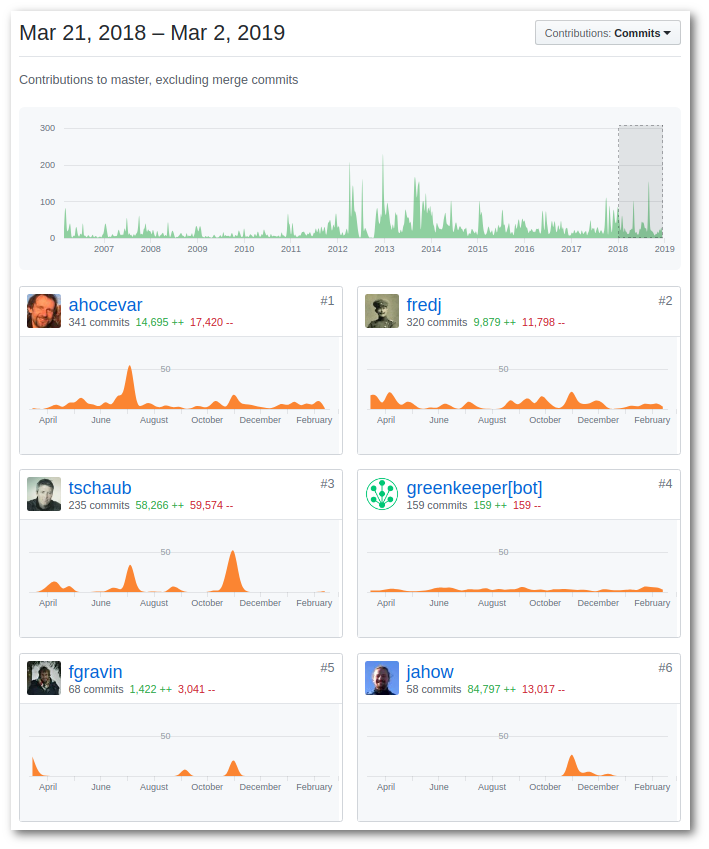 Mar 21, 2018 – Mar 2, 2019
Contributions: Commits
Contributions to master, excluding merge commits
300
200
100
0
2007 2008 2009 2010 2011 2012 2013 2014 2015 2016 2017 2018 2019
ahocevar #1
341 commits 14,695 ++ 17,420 --
50
April June August October December February
fredj #2
320 commits 9,879 ++ 11,798 --
50
April June August October December February
tschaub #3
235 commits 58,266 ++ 59,574 --
50
April June August October December February
greenkeeper[bot] #4
159 commits 159 ++ 159 --
50
April June August October December February
fgravin #5
68 commits 1,422 ++ 3,041 --
50
April June August October December February
jahow #6
58 commits 84,797 ++ 13,017 --
50
April June August October December February